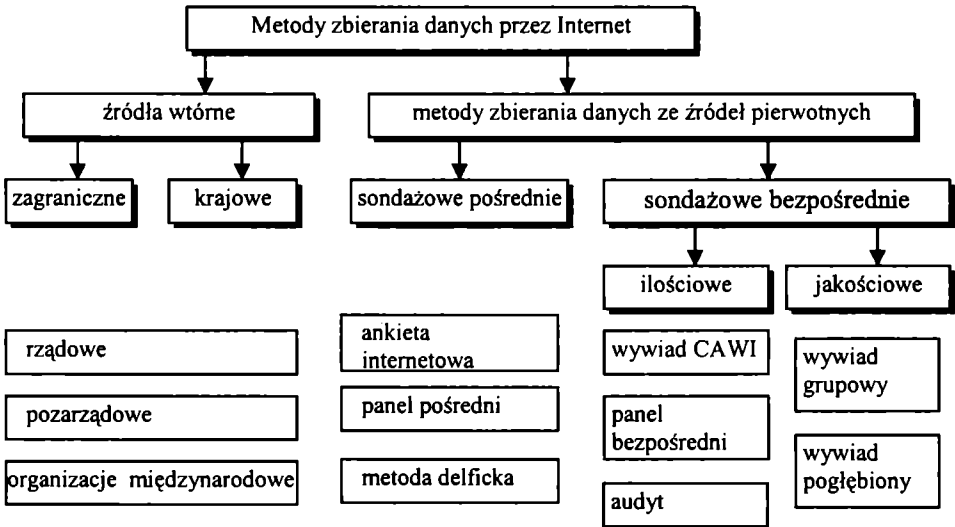 Metody zbierania danych przez Internet
źródła wtórne
metody zbierania danych ze źródeł pierwotnych
zagraniczne
krajowe
sondażowe pośrednie
sondażowe bezpośrednie
ilościowe
jakościowe
rządowe
pozarządowe
organizacje międzynarodowe
ankieta
internetowa
panel pośredni
metoda delficka
wywiad CAWI
panel
bezpośredni
audyt
wywiad
grupowy
wywiad
pogłębiony